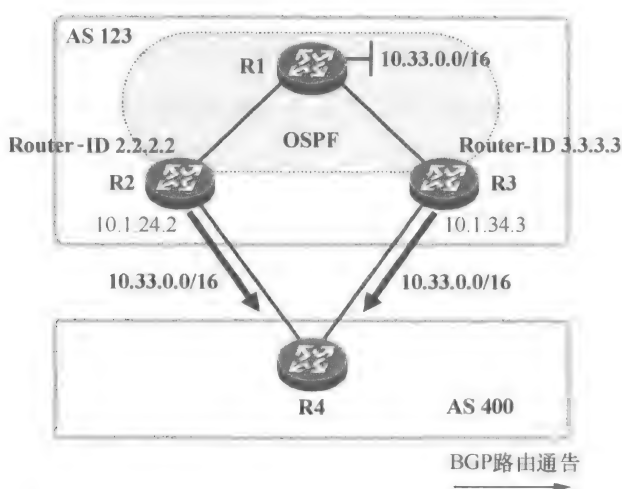 AS 123
R1
10.33.0.0/16
Router-ID 2.2.2.2
OSPF
Router-ID 3.3.3.3
R2
R3
10.1.24.2
10.1.34.3
10.33.0.0/16
10.33.0.0/16
R4
AS 400
BGP路由通告